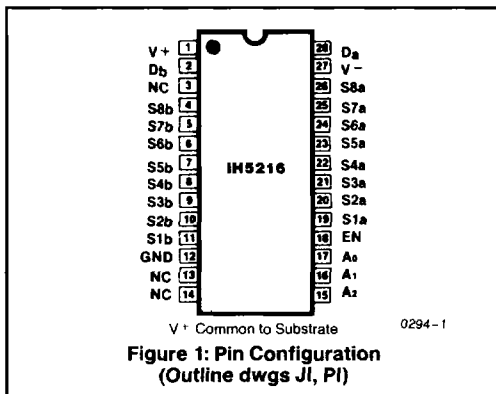 V+ 1 28 Da
Db 2 27 V−
NC 3 26 S8a
S8b 4 25 S7a
S7b 5 24 S6a
S6b 6 23 S5a
S5b 7 IH5216 22 S4a
S4b 8 21 S3a
S3b 9 20 S2a
S2b 10 19 S1a
S1b 11 18 EN
GND 12 17 A0
NC 13 16 A1
NC 14 15 A2
V+ Common to Substrate 0294-1
Figure 1: Pin Configuration
(Outline dwgs JI, PI)